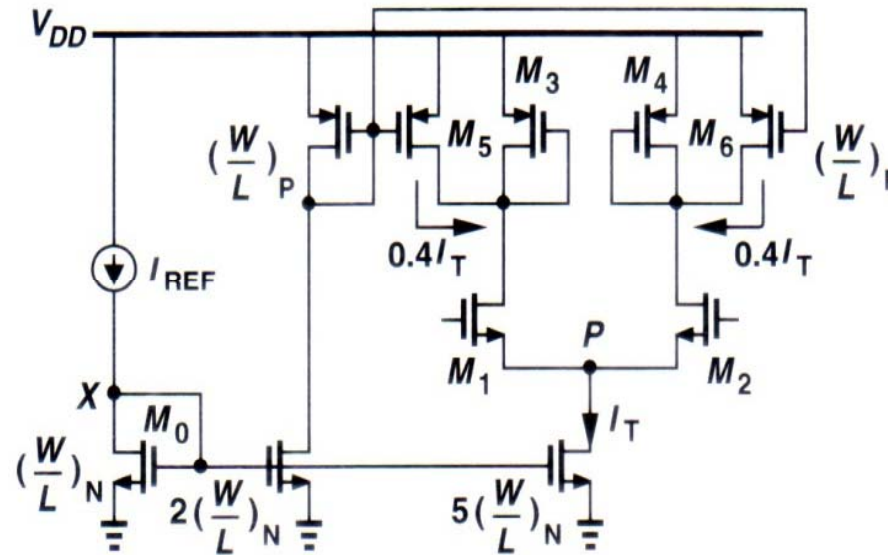 V_DD
M_3
M_4
M_5
M_6
(W/L)_P
0.4I_T
0.4I_T
I_REF
P
M_1
M_2
X
M_0
I_T
(W/L)_N
2(W/L)_N
5(W/L)_N